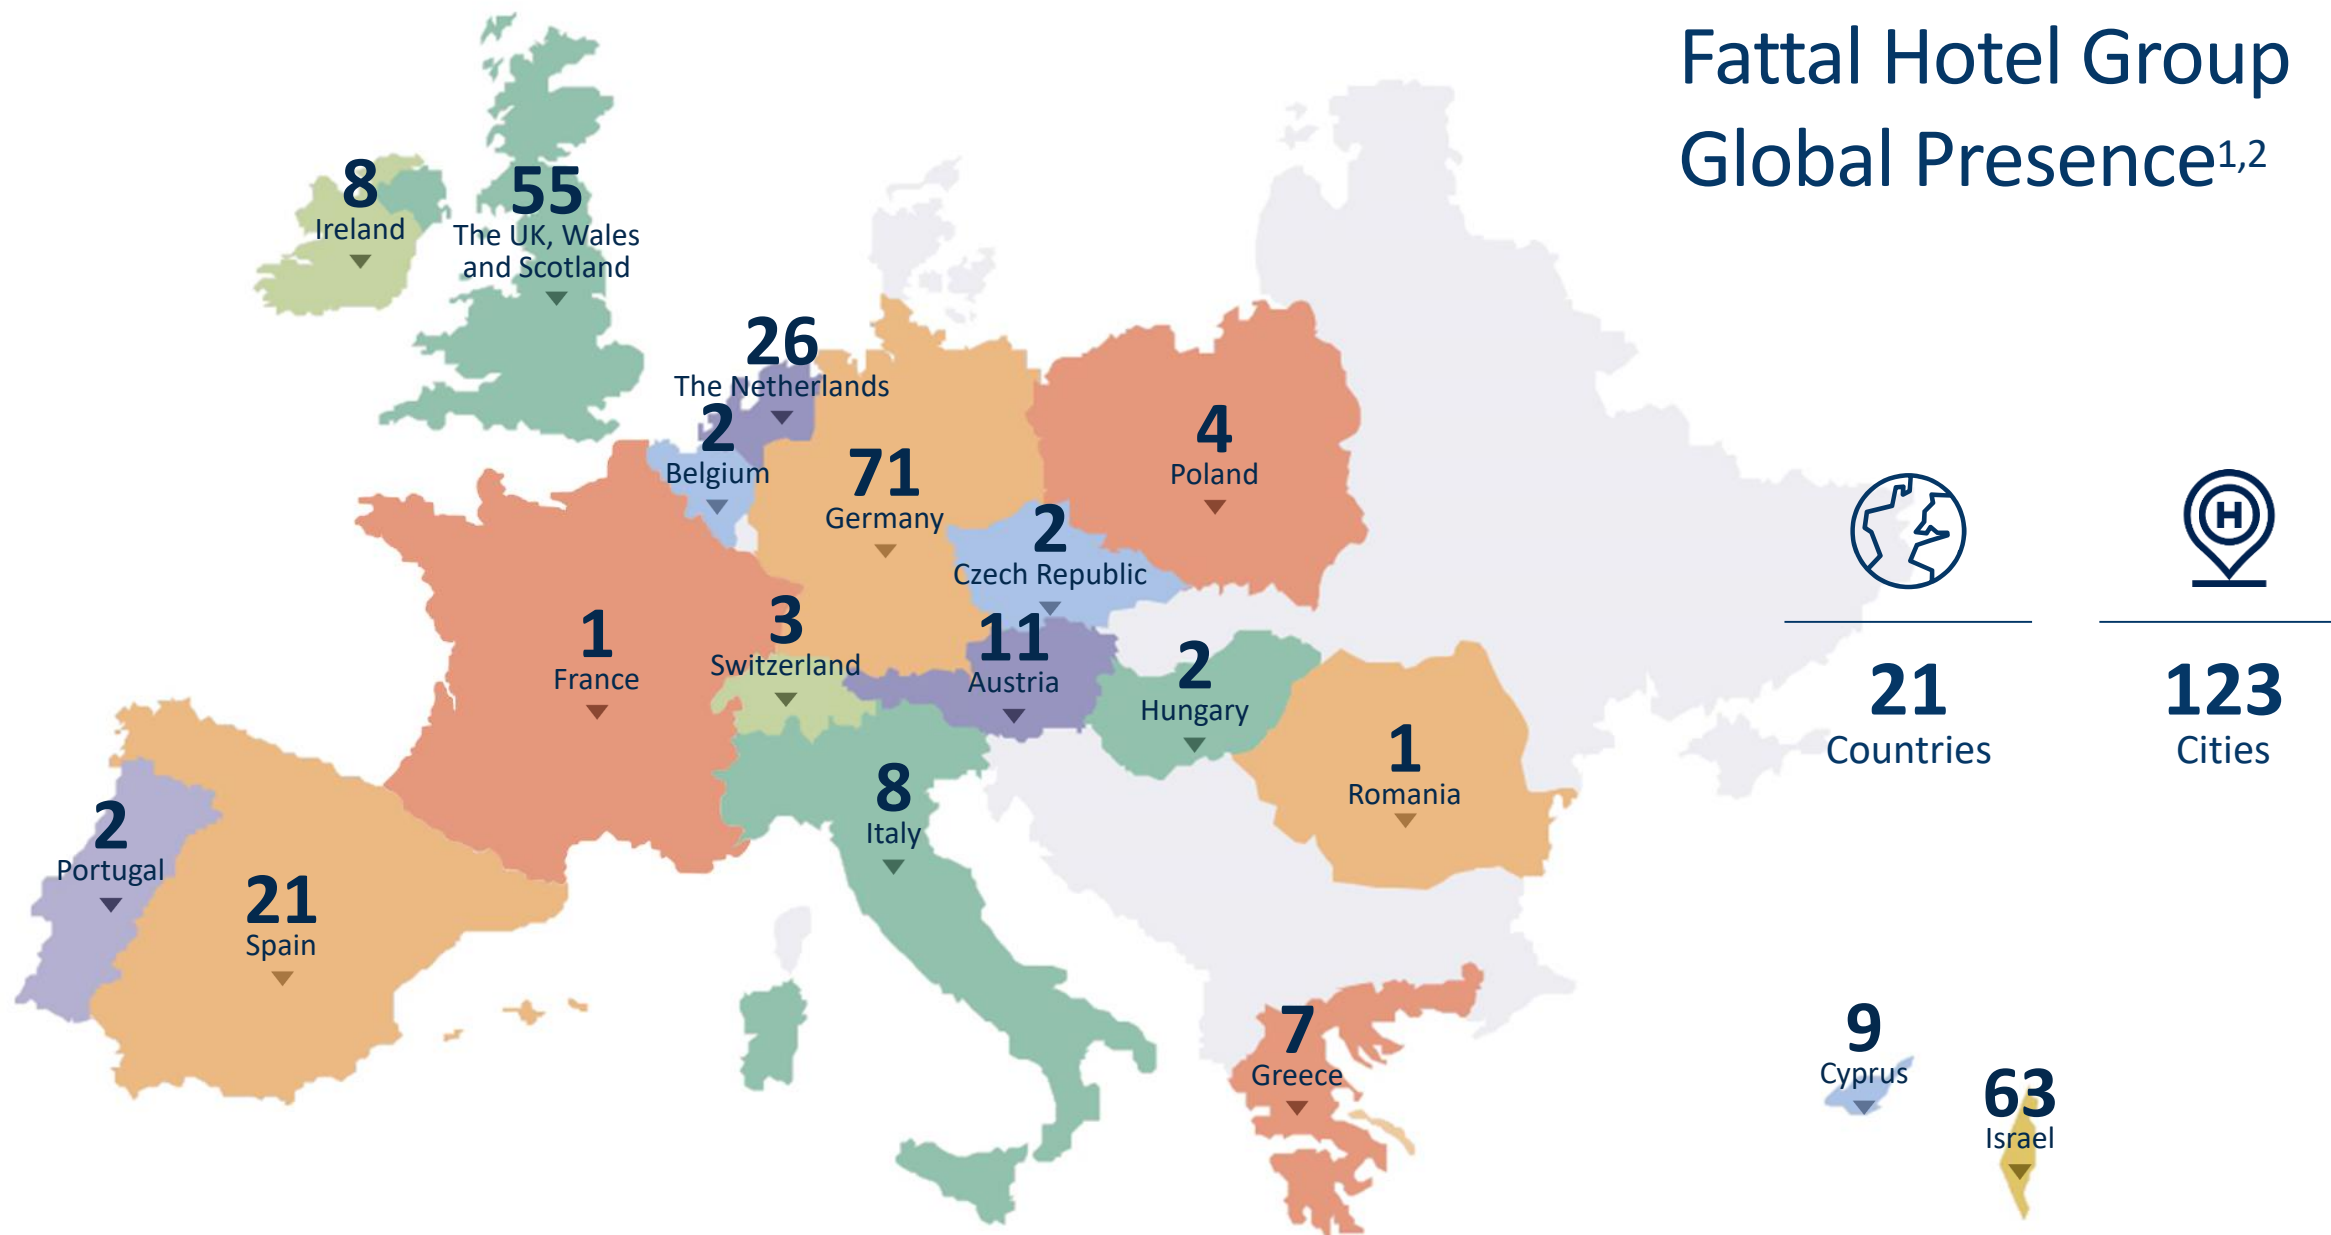 Fattal Hotel Group
Global Presence1,2
8
Ireland
55
The UK, Wales
and Scotland
26
The Netherlands
2
Belgium
71
Germany
4
Poland
2
Czech Republic
1
France
3
Switzerland
11
Austria
2
Hungary
1
Romania
8
Italy
2
Portugal
21
Spain
7
Greece
9
Cyprus
63
Israel
H
21
Countries
123
Cities